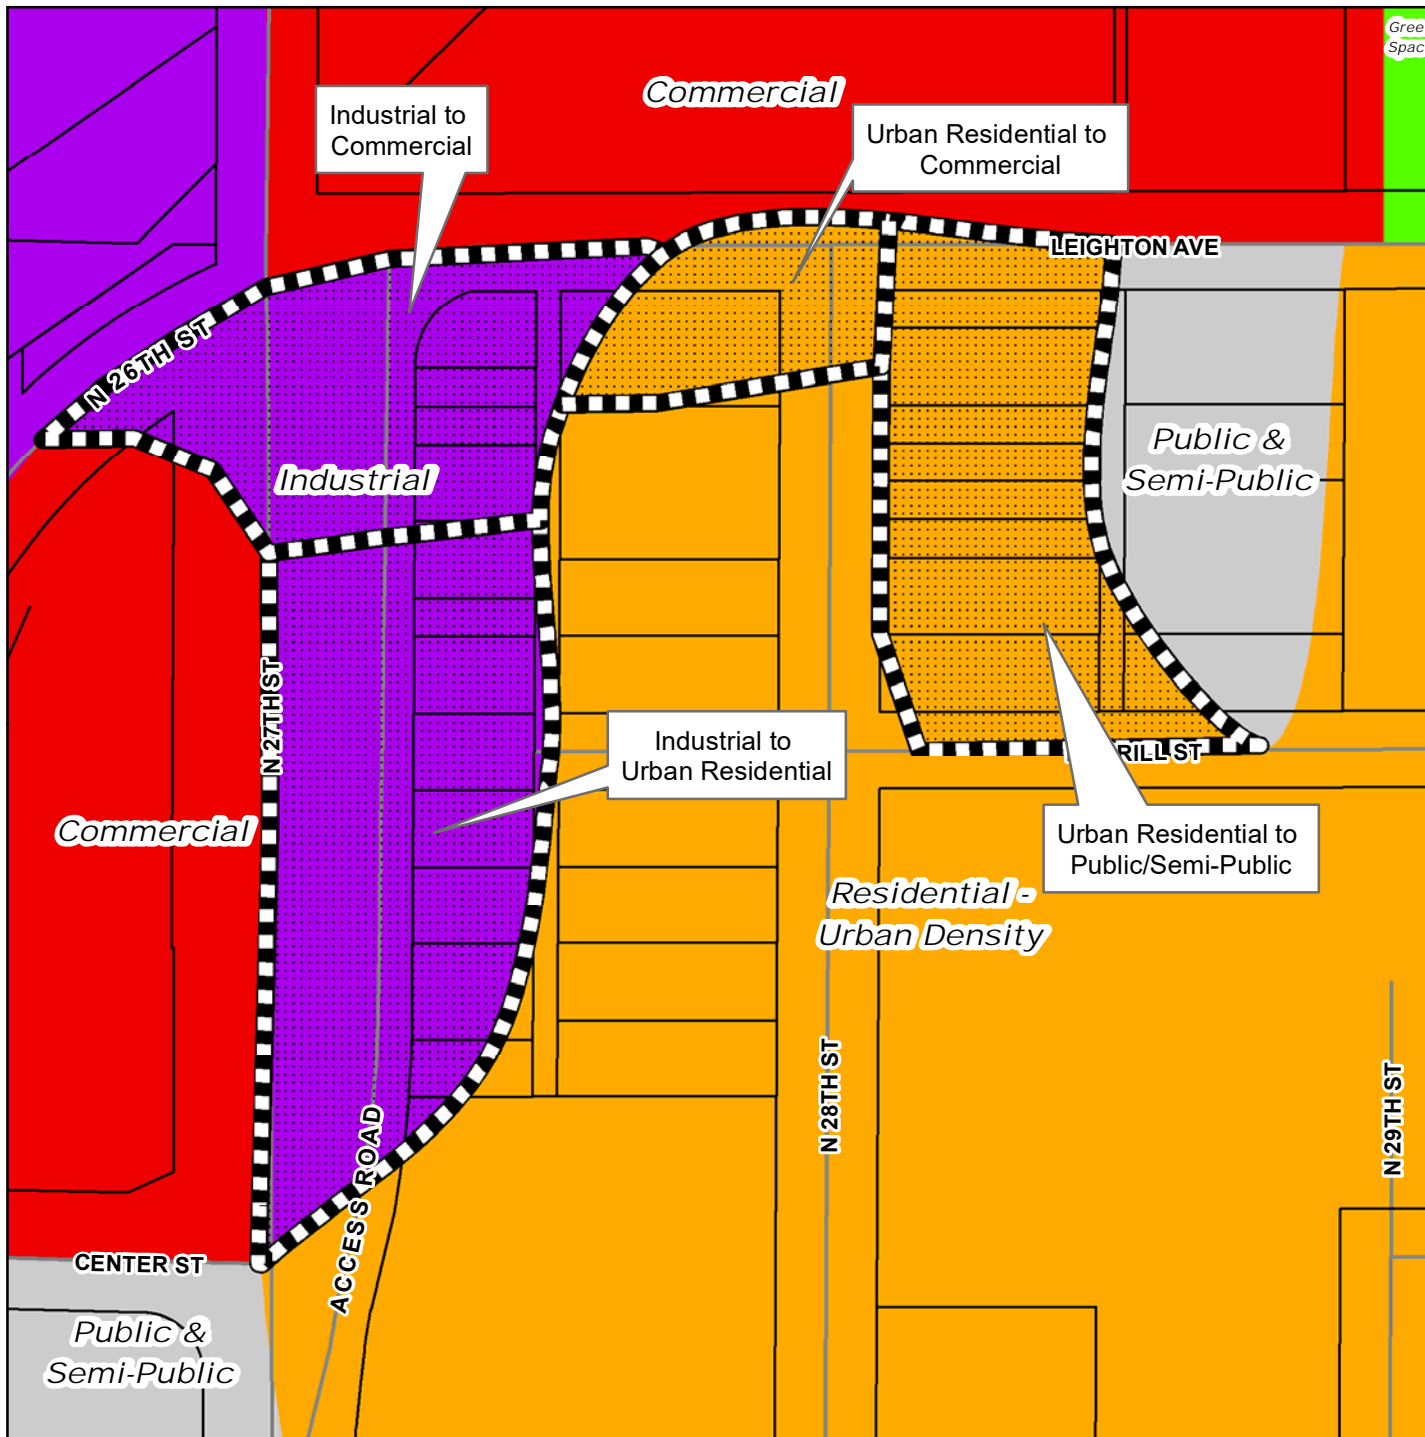 Gree
Spac
Commercial
Industrial to
Commercial
Urban Residential to
Commercial
LEIGHTON AVE
N 26TH ST
Industrial
Public &
Semi-Public
N 27TH ST
Industrial to
Urban Residential
RILL ST
Commercial
Urban Residential to
Public/Semi-Public
Residential -
Urban Density
N 28TH ST
N 29TH ST
ACCESS ROAD
CENTER ST
Public &
Semi-Public